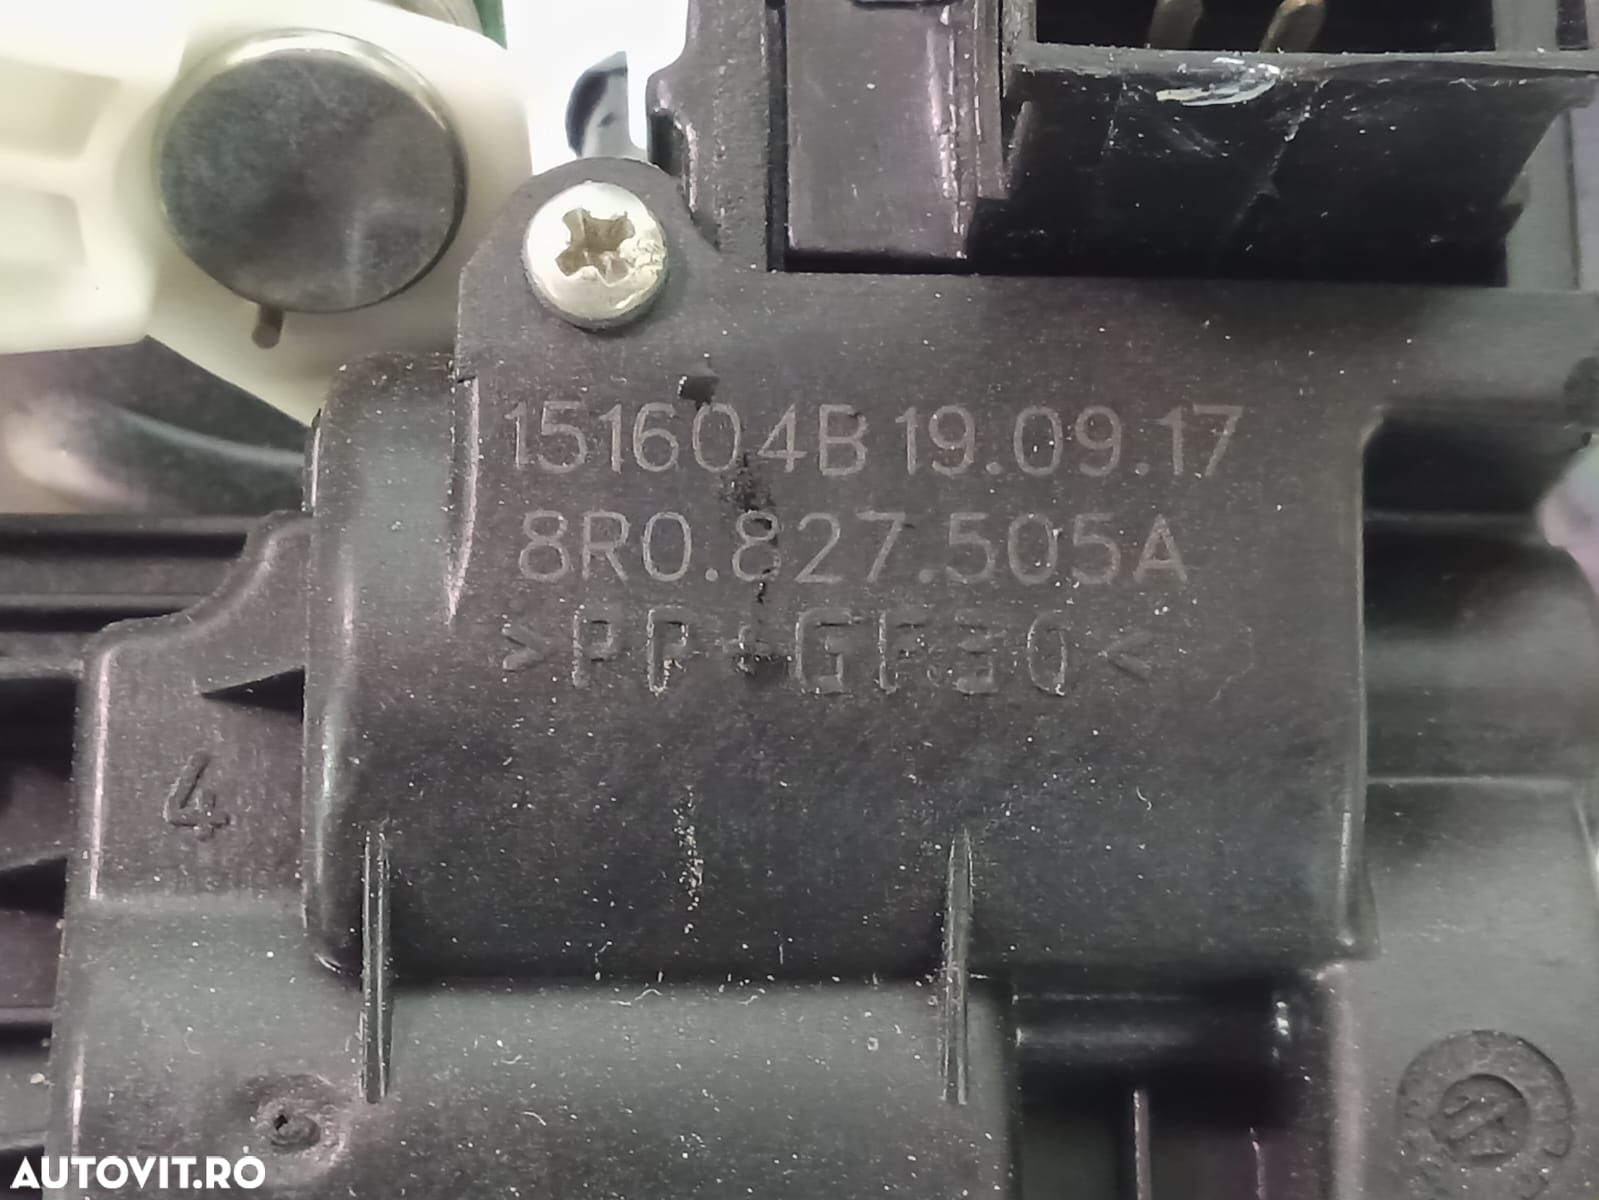 151604B 19.09.17
8R0.827.505A
>PP+GF30<
4
AUTOVIT.RO